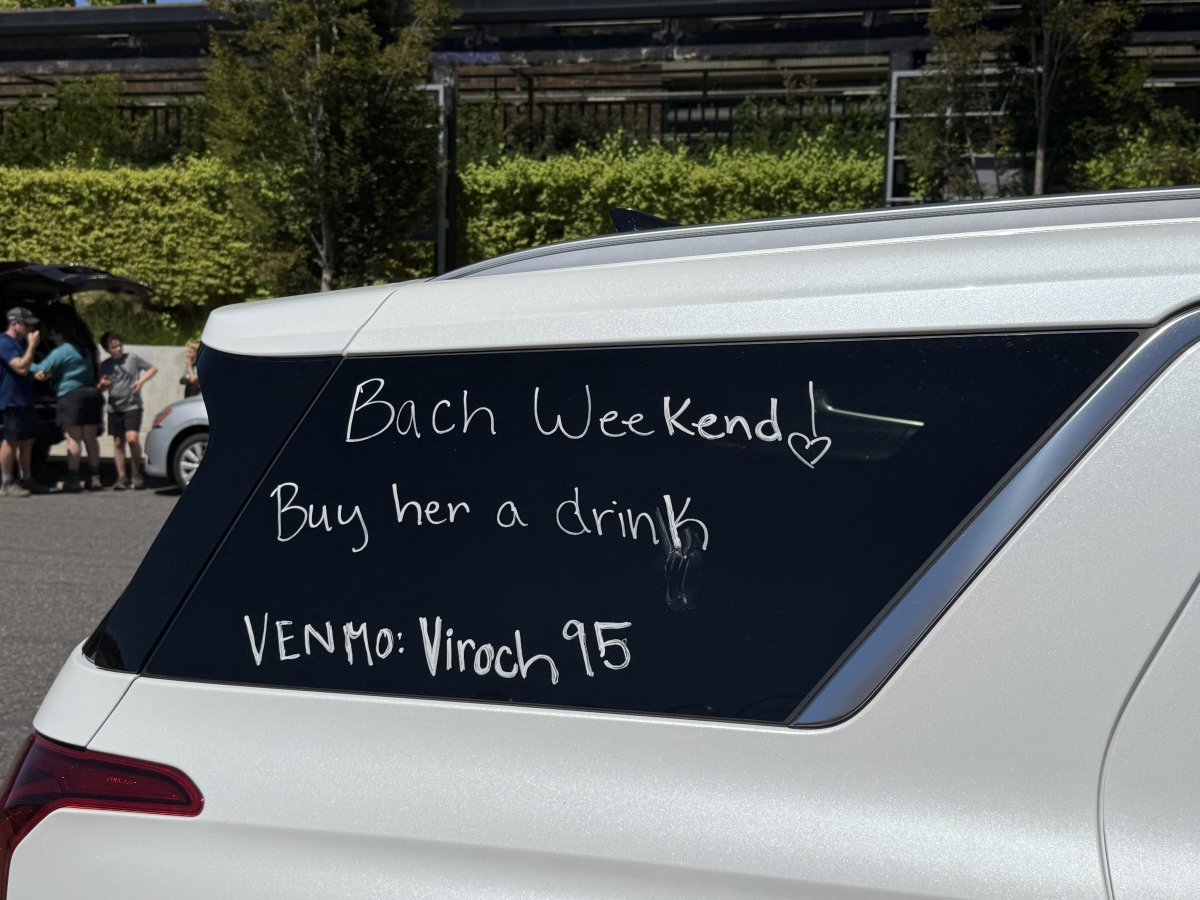 Bach Weekend!
Buy her a drink
VENMO: Viroch95